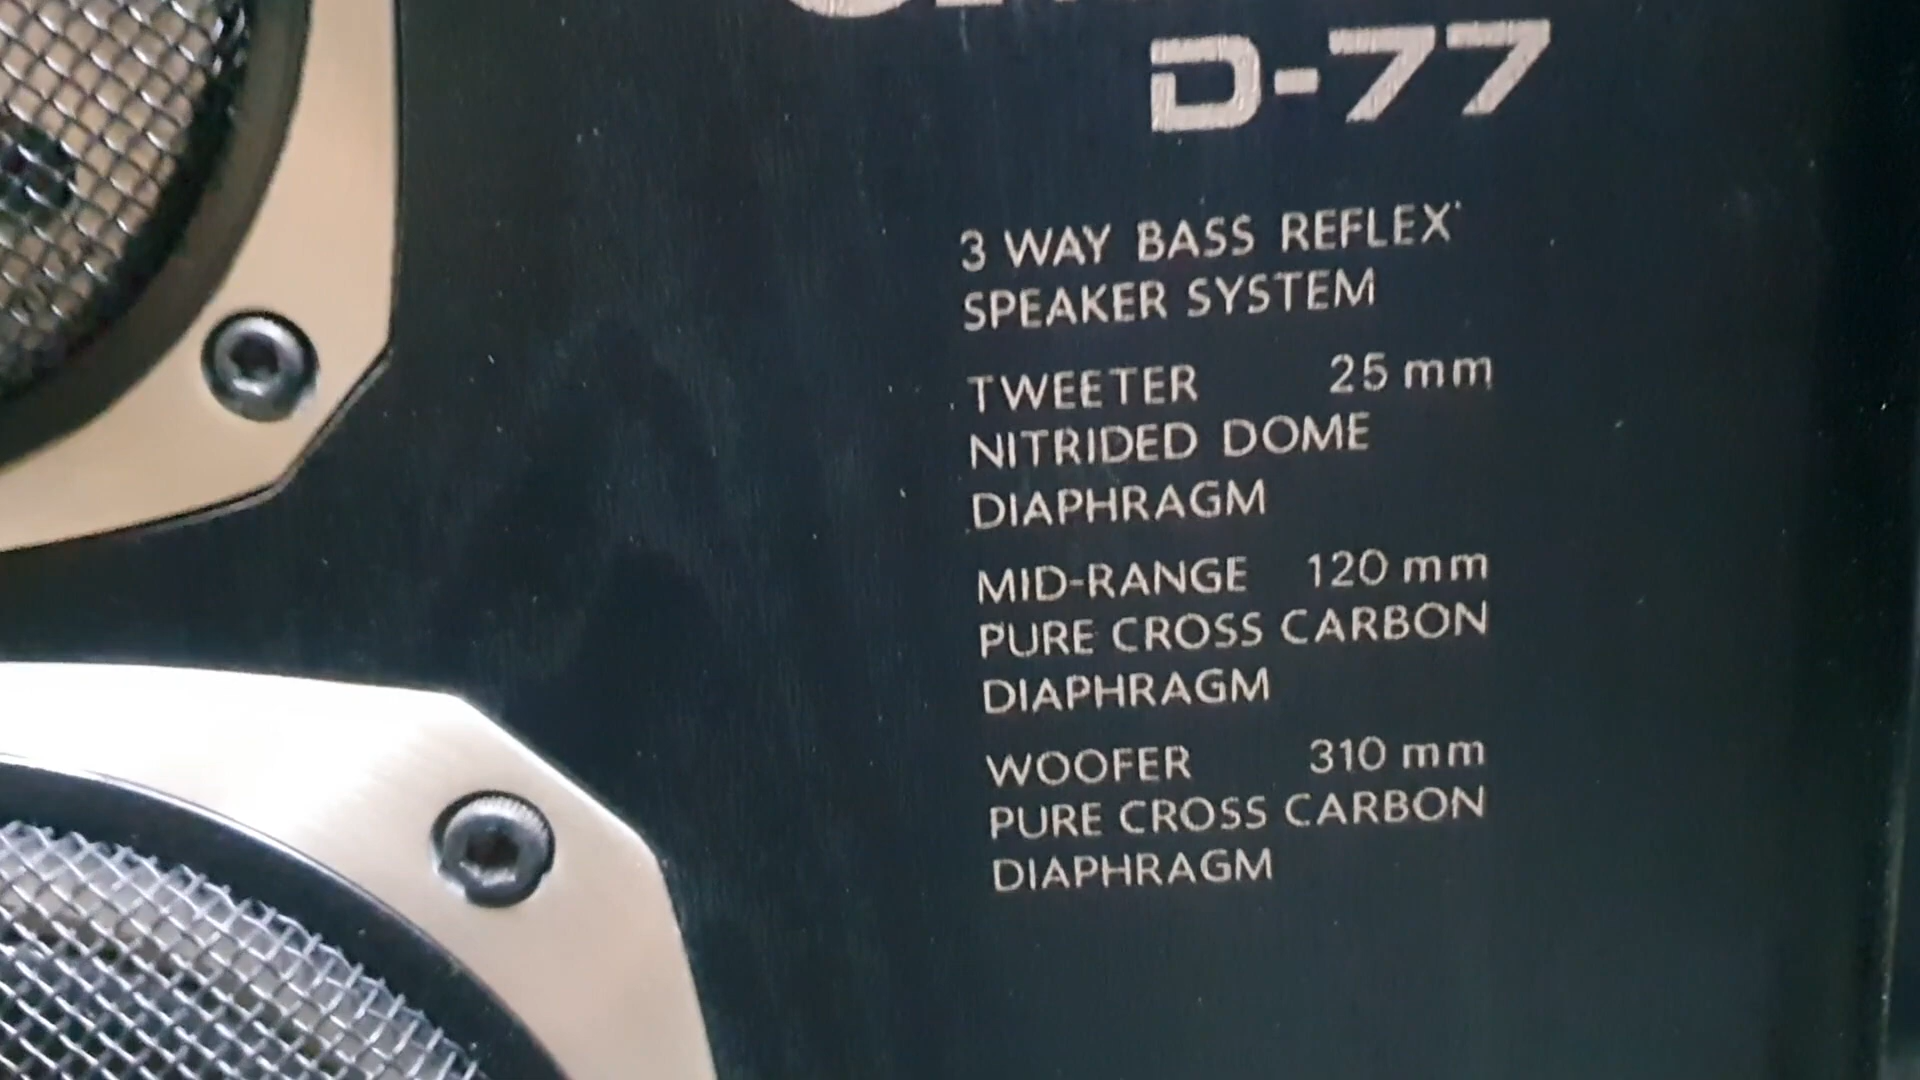 D-77
3 WAY BASS REFLEX
SPEAKER SYSTEM
TWEETER 25 mm
NITRIDED DOME
DIAPHRAGM
MID-RANGE 120 mm
PURE CROSS CARBON
DIAPHRAGM
WOOFER 310 mm
PURE CROSS CARBON
DIAPHRAGM